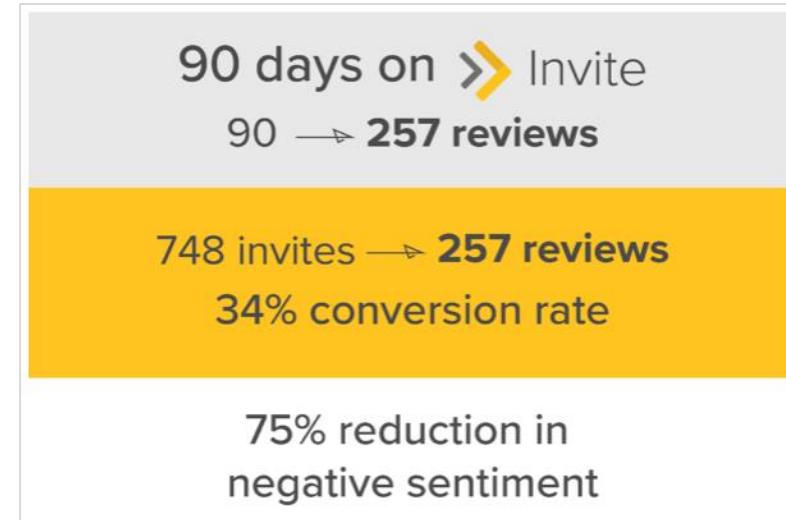 90 days on Invite
90 → 257 reviews
748 invites → 257 reviews
34% conversion rate
75% reduction in
negative sentiment